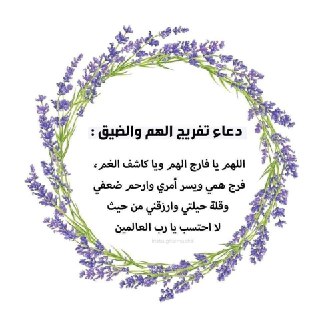 دعاء تفريج الهم والضيق :
اللهم يا فارج الهم ويا كاشف الغم،
فرج همي ويسر أمري وارحم ضعفي
وقلة حيلتي وارزقني من حيث
لا احتسب يا رب العالمين